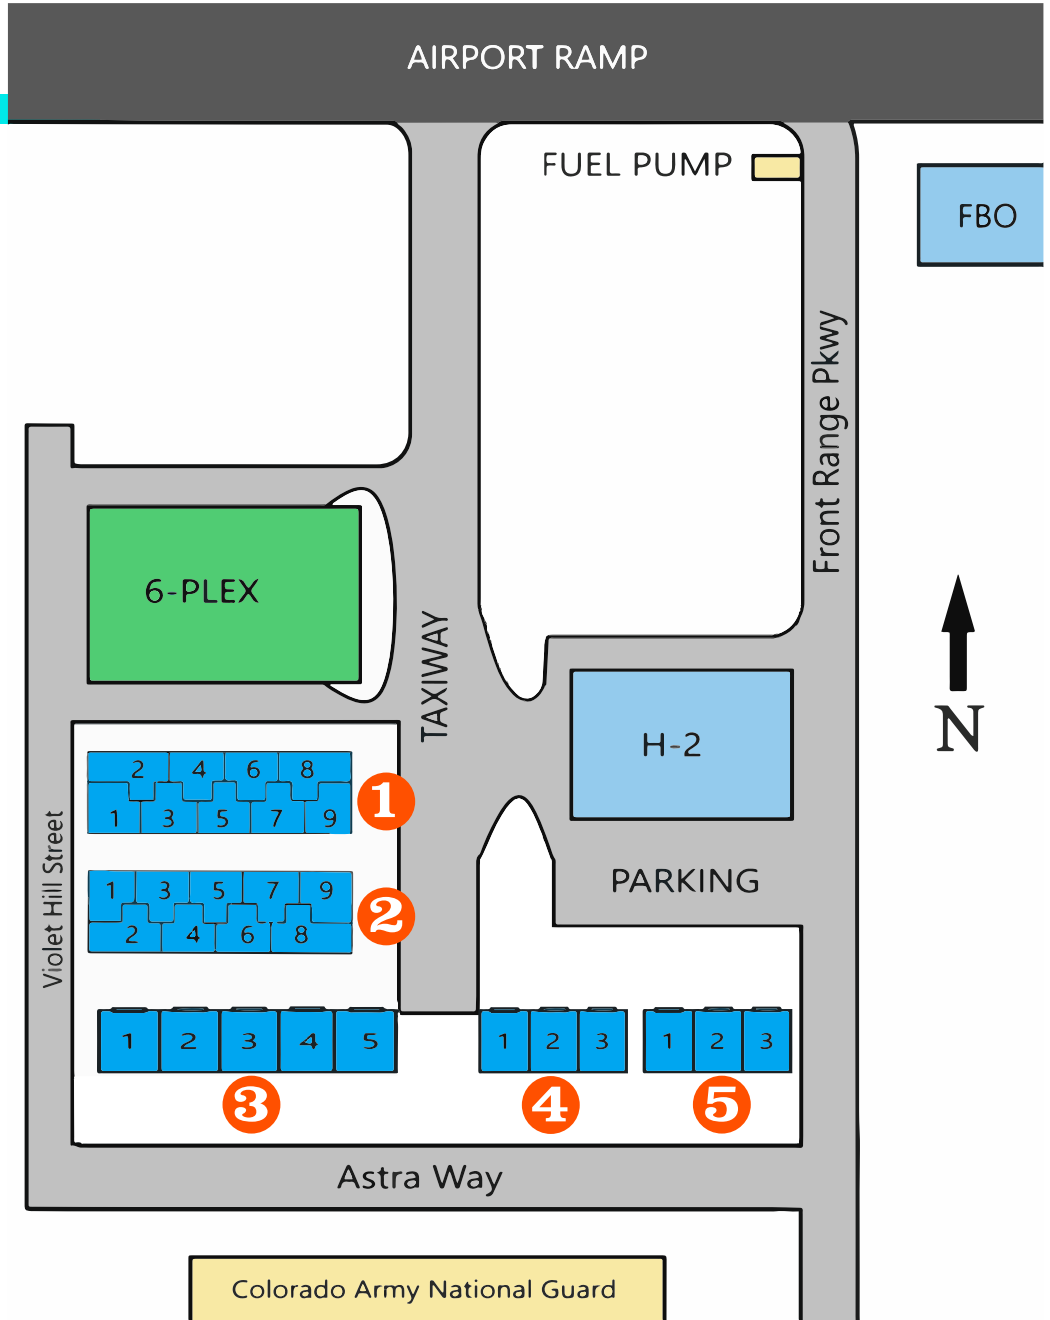 AIRPORT RAMP
FUEL PUMP
FBO
Front Range Pkwy
6-PLEX
TAXIWAY
N
H-2
2 4 6 8
1 3 5 7 9
1
Violet Hill Street
PARKING
1 3 5 7 9
2 4 6 8
2
1 2 3 4 5
1 2 3
1 2 3
3
4
5
Astra Way
Colorado Army National Guard